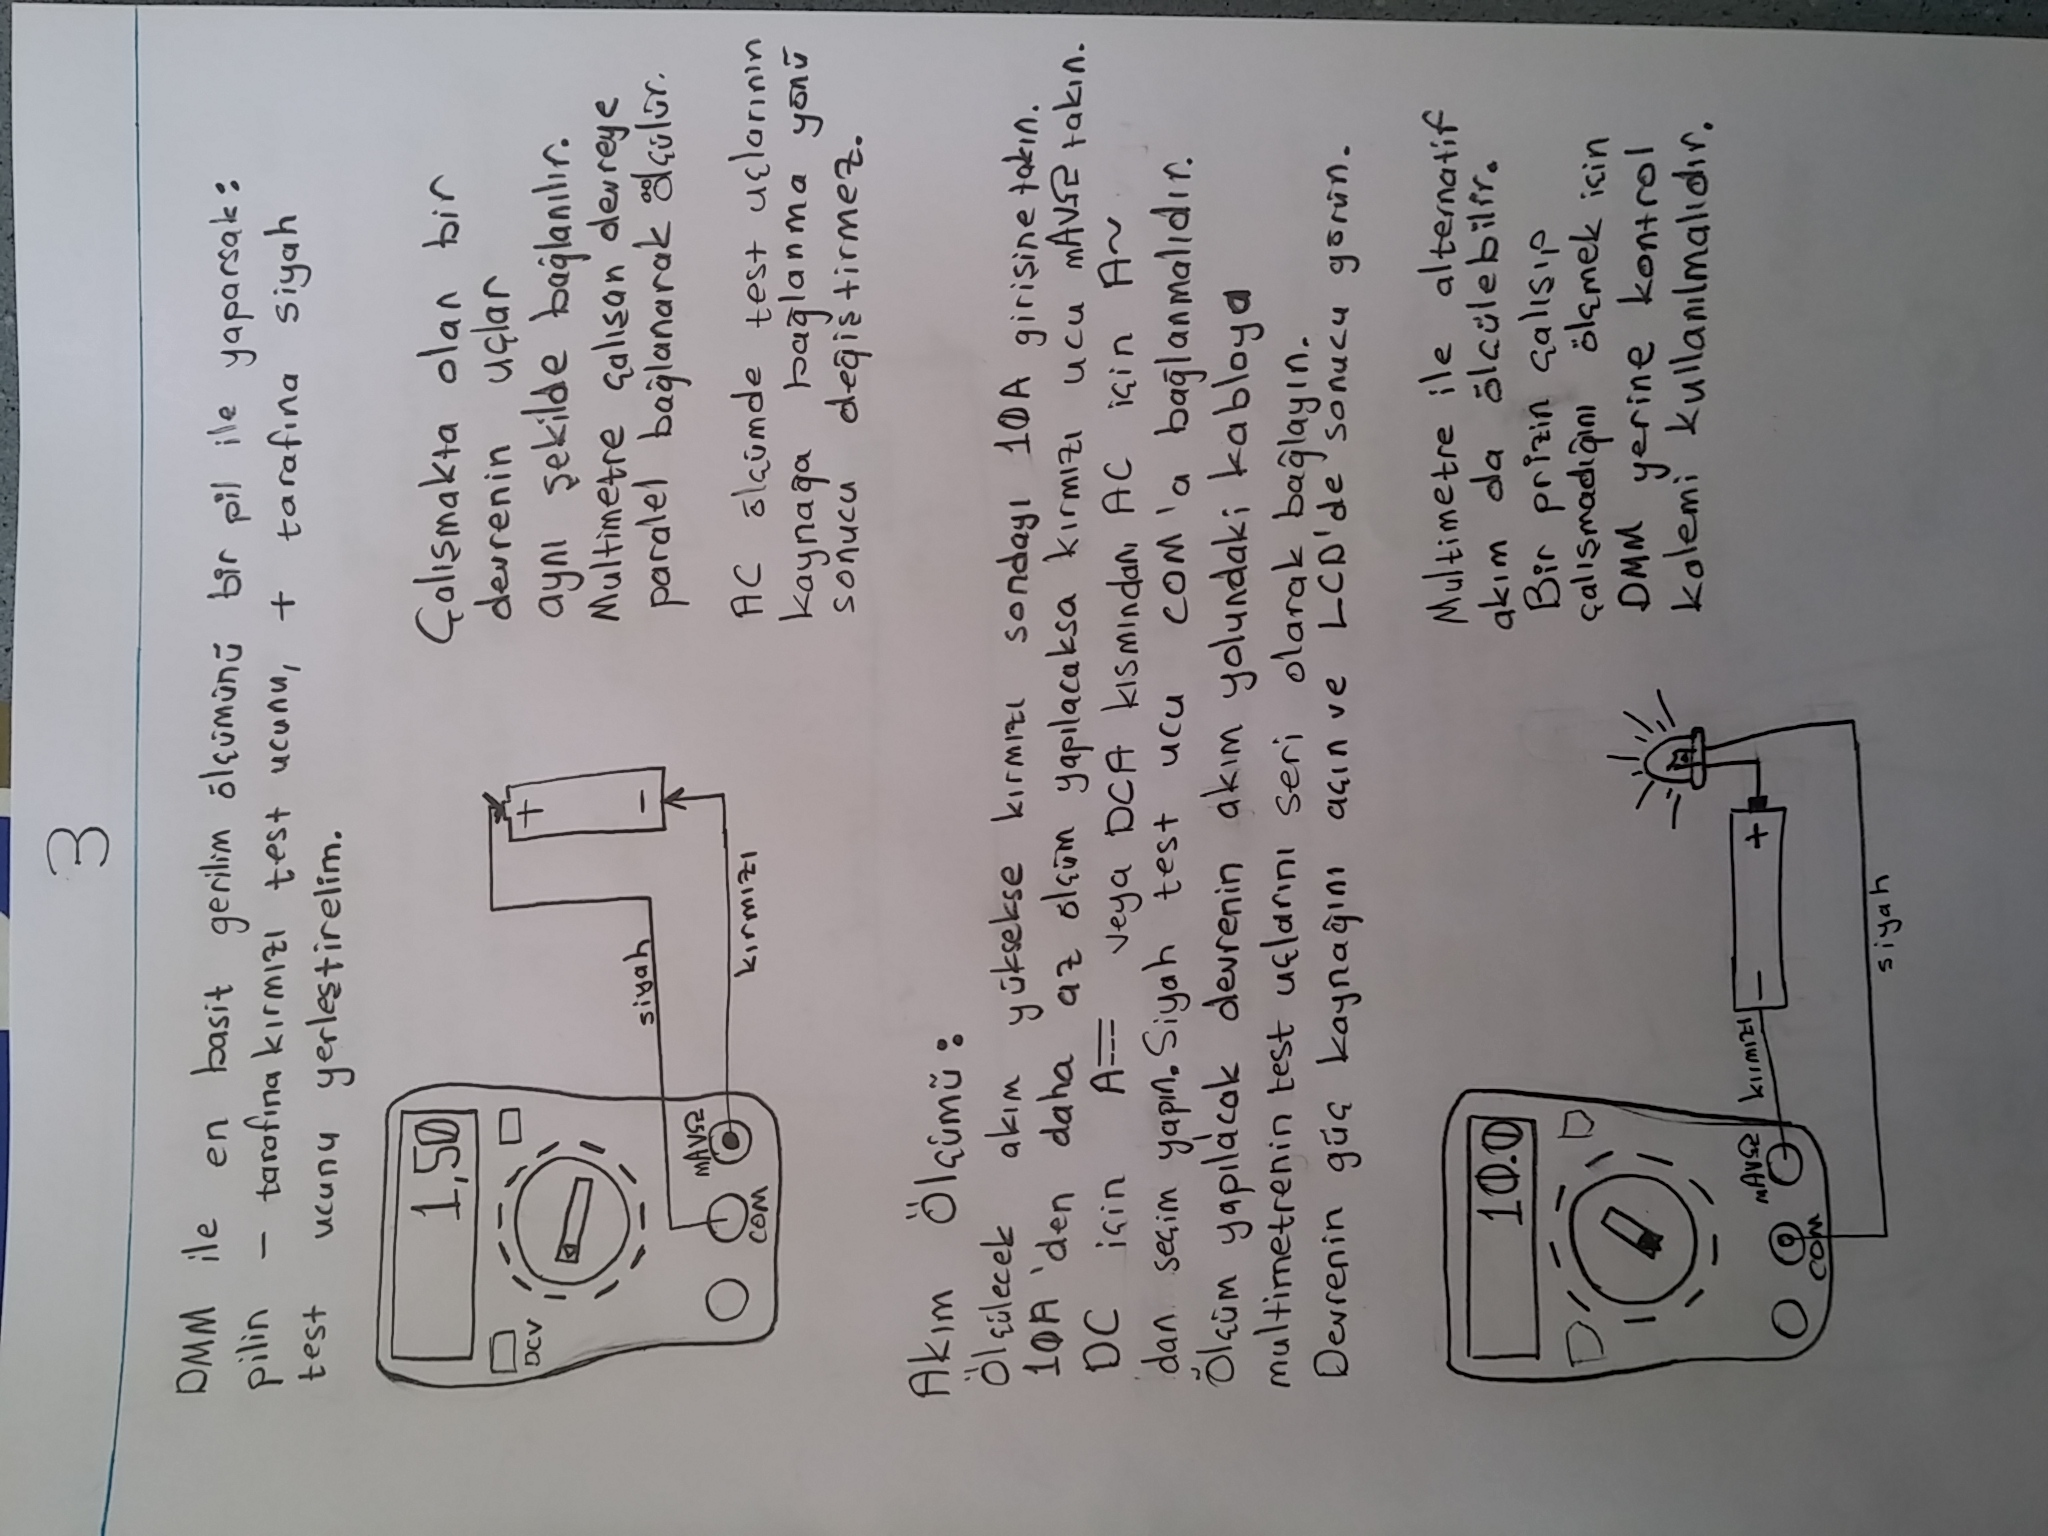 3
DMM ile en basit gerilim ölçümünü bir pil ile yaparsak:
pilin - tarafına kırmızı test ucunu, + tarafına siyah
test ucunu yerleştirelim.
1,50
DCV
+
-
siyah
mAVΩ
COM
kırmızı
Çalışmakta olan bir
devrenin uçlar
aynı şekilde bağlanılır.
Multimetre çalışan devreye
paralel bağlanarak ölçülür.
AC ölçümde test uçlarının
kaynağa bağlanma yönü
sonucu değiştirmez.
Akım Ölçümü:
Ölçülecek akım yüksekse kırmızı sondayı 10A girişine takın.
10A 'den daha az ölçüm yapılacaksa kırmızı ucu mAVΩ takın.
DC için A⎓ veya DCA kısmından, AC için A~
dan seçim yapın. Siyah test ucu COM'a bağlanmalıdır.
Ölçüm yapılacak devrenin akım yolundaki kabloya
multimetrenin test uçlarını seri olarak bağlayın.
Devrenin güç kaynağını açın ve LCD'de sonucu görün.
10.0
mAVΩ
kırmızı
- +
COM
siyah
Multimetre ile alternatif
akım da ölçülebilir.
Bir prizin çalışıp
çalışmadığını ölçmek için
DMM yerine kontrol
kalemi kullanılmalıdır.